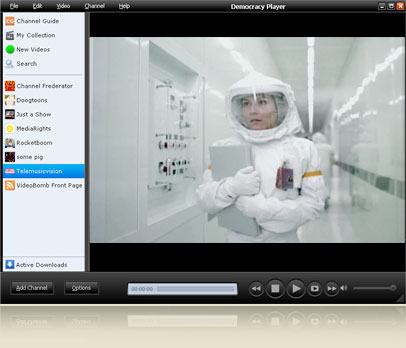 File Edit Video Channel Help Democracy Player
Channel Guide
My Collection
New Videos
Search
Channel Frederator
Doogtoons
Just a Show
MediaRights
Rocketboom
some pig
Telemusicvision
VideoBomb Front Page
Active Downloads
Add Channel Options 00:00:00